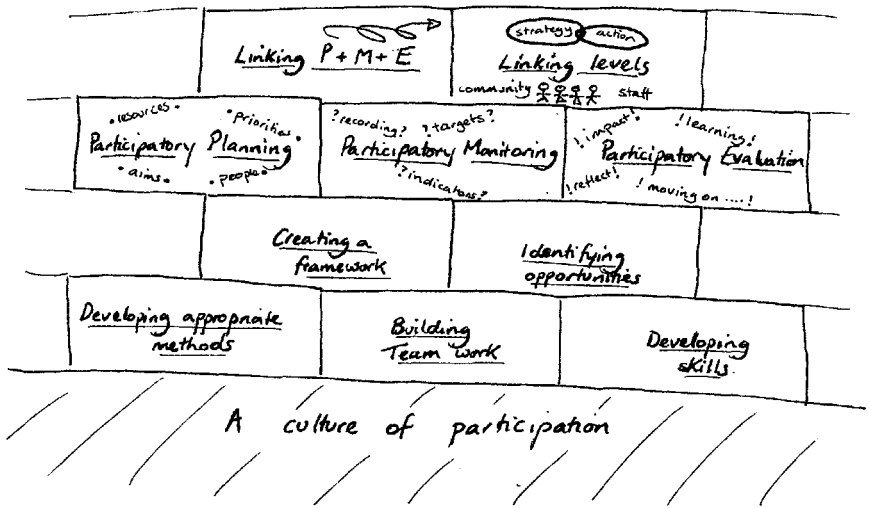 strategy action
Linking P + M + E
Linking levels
community staff
• resources •
• priorities •
Participatory Planning
• aims •
• people •
? recording? ? targets?
Participatory Monitoring
? indicators?
! impact! ! learning!
Participatory Evaluation
! reflect! ! moving on ....!
Creating a
framework
Identifying
opportunities
Developing appropriate
methods
Building
Team work
Developing
skills.
A culture of participation